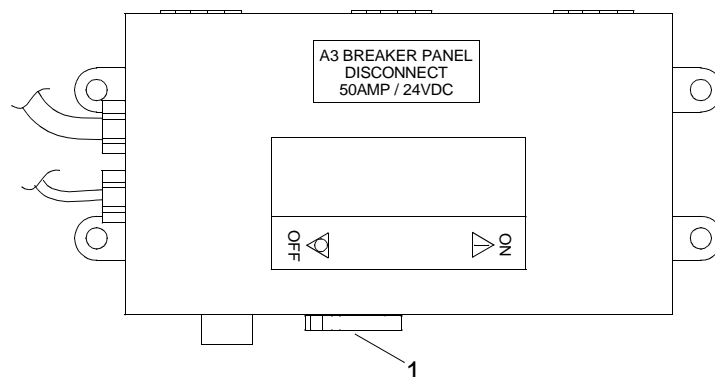 A3 BREAKER PANEL
DISCONNECT
50AMP / 24VDC
OFF
ON
1